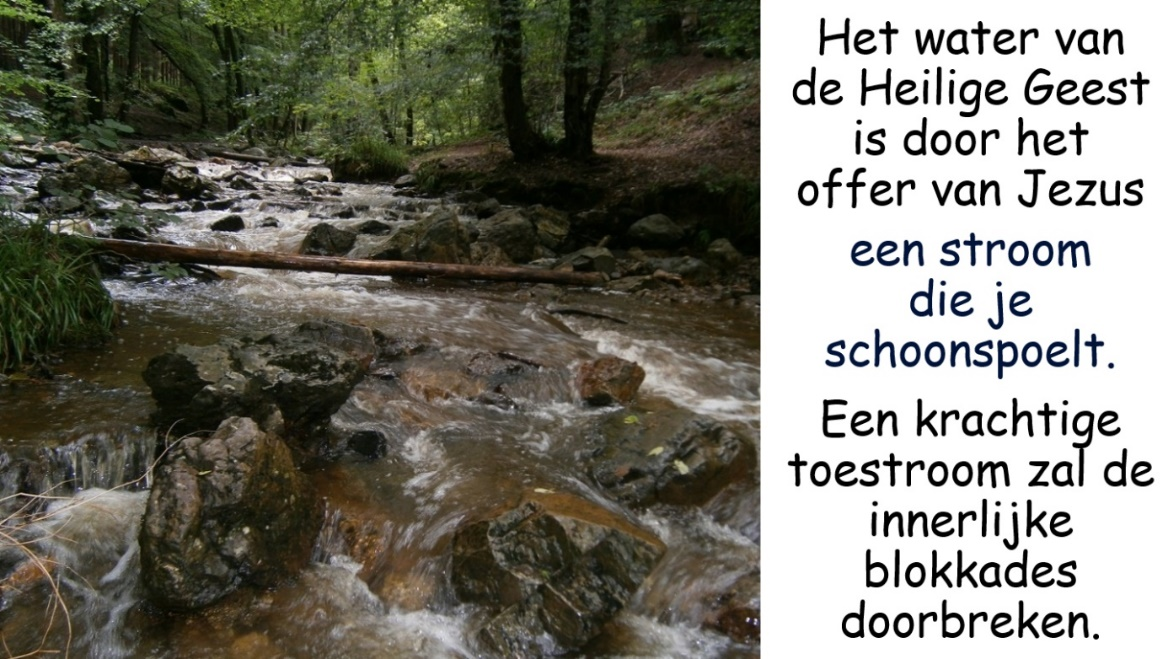 Het water van
de Heilige Geest
is door het
offer van Jezus
een stroom
die je
schoonspoelt.
Een krachtige
toestroom zal de
innerlijke
blokkades
doorbreken.